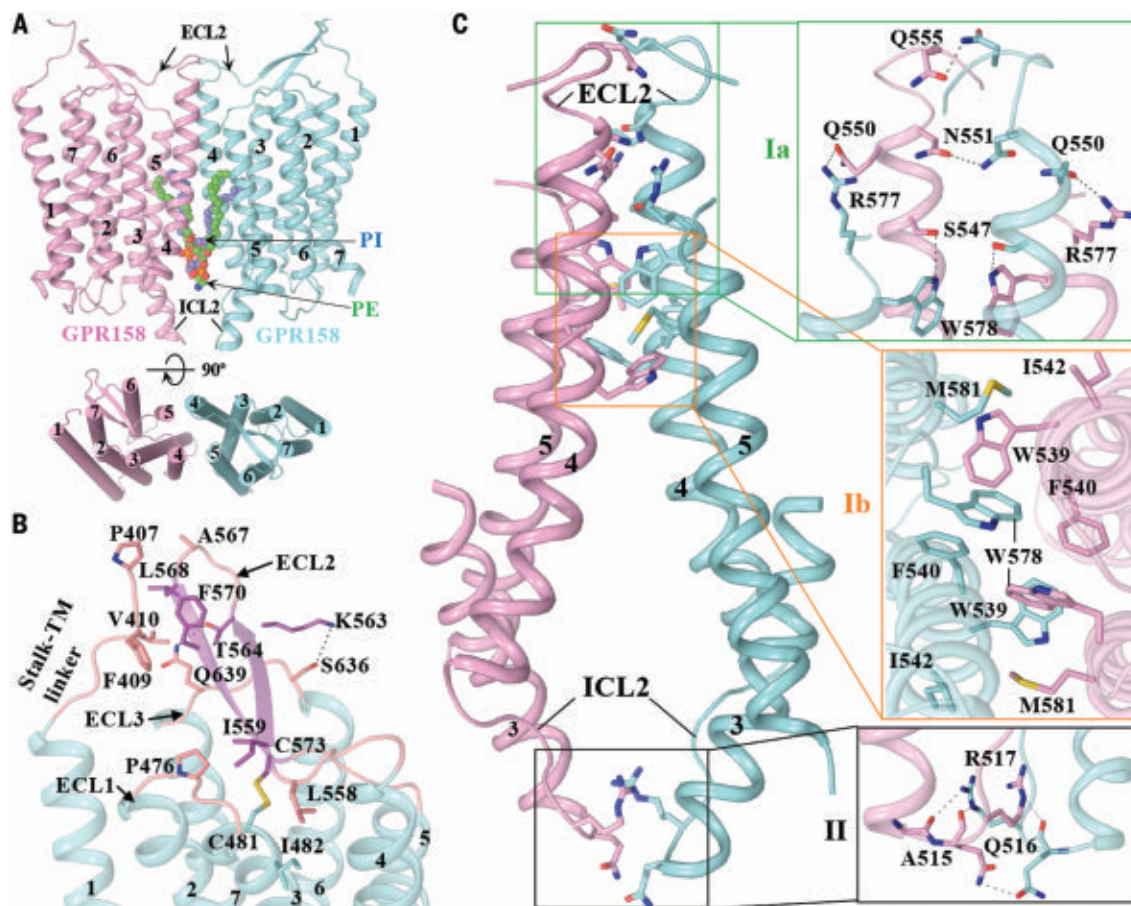 A
ECL2
7
6
5
4
3
2
1
1
2
3
4
5
6
7
PI
PE
ICL2
GPR158
GPR158
90°
6
7
5
1
2
3
4
4
3
2
1
5
7
6
B
P407
A567
L568
ECL2
F570
V410
K563
T564
Stalk-TM
linker
Q639
S636
F409
ECL3
I559
C573
P476
ECL1
L558
C481
I482
5
4
6
3
1
2
7
C
ECL2
5
4
5
4
ICL2
3
3
Ia
Q555
Q550
N551
Q550
R577
S547
R577
W578
Ib
I542
M581
W539
F540
W578
F540
W539
I542
M581
II
R517
A515
Q516